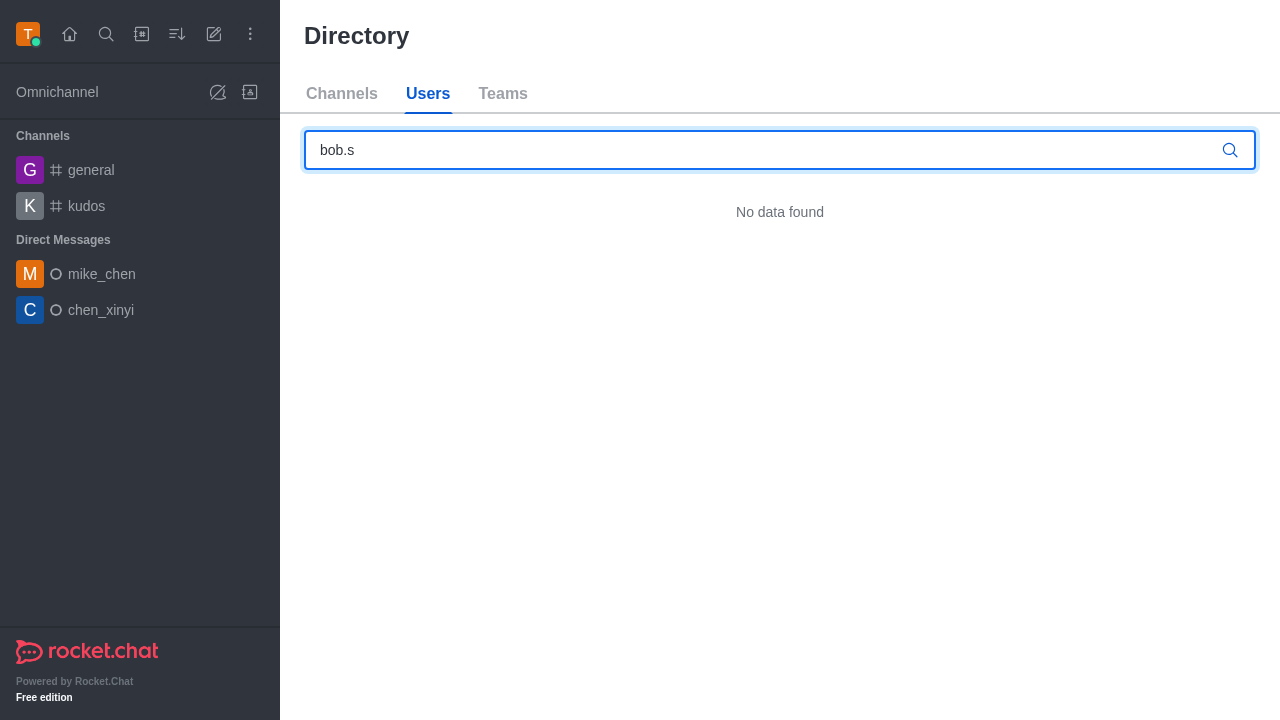 T
Omnichannel
Channels
G general
K kudos
Direct Messages
M mike_chen
C chen_xinyi
rocket.chat
Powered by Rocket.Chat
Free edition
Directory
Channels Users Teams
bob.s
No data found